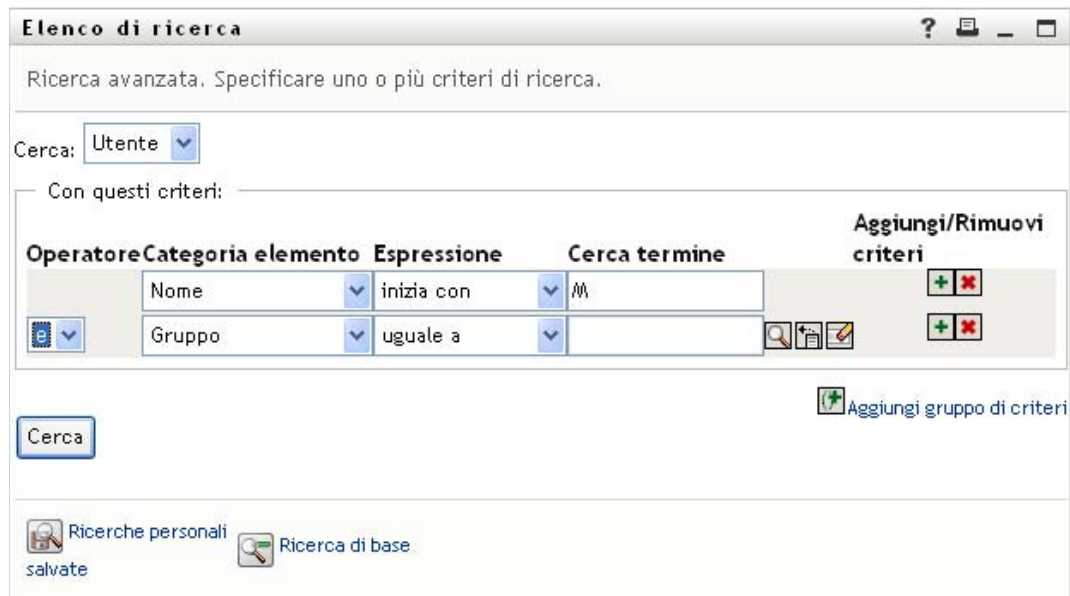 Elenco di ricerca
Ricerca avanzata. Specificare uno o più criteri di ricerca.
Cerca: Utente
Con questi criteri:
Operatore Categoria elemento Espressione Cerca termine Aggiungi/Rimuovi criteri
Nome inizia con M
e Gruppo uguale a
Aggiungi gruppo di criteri
Cerca
Ricerche personali salvate
Ricerca di base